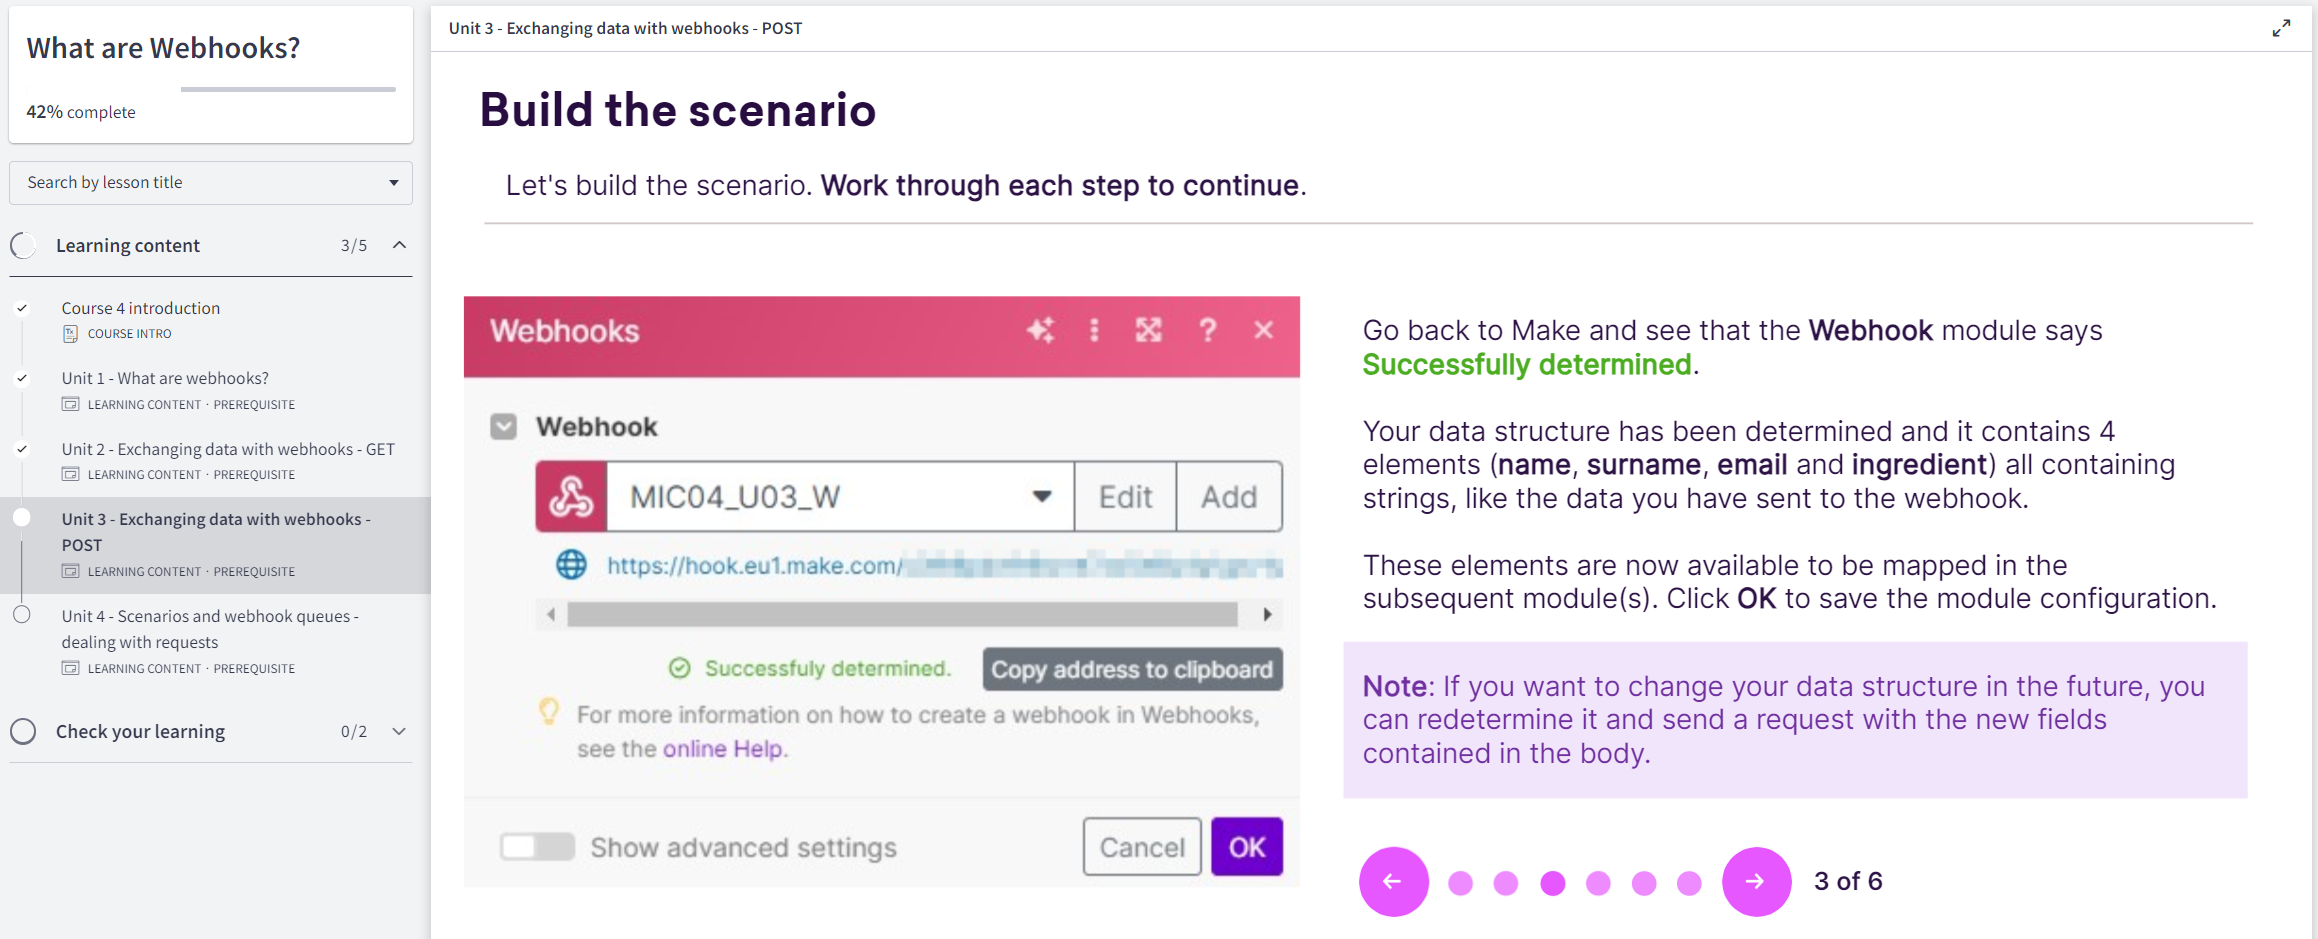 What are Webhooks?
42% complete
Search by lesson title
Learning content 3/5
Course 4 introduction
COURSE INTRO
Unit 1 - What are webhooks?
LEARNING CONTENT · PREREQUISITE
Unit 2 - Exchanging data with webhooks - GET
LEARNING CONTENT · PREREQUISITE
Unit 3 - Exchanging data with webhooks -
POST
LEARNING CONTENT · PREREQUISITE
Unit 4 - Scenarios and webhook queues -
dealing with requests
LEARNING CONTENT · PREREQUISITE
Check your learning 0/2
Unit 3 - Exchanging data with webhooks - POST
Build the scenario
Let's build the scenario. Work through each step to continue.
Webhooks ?
Webhook
MIC04_U03_W Edit Add
https://hook.eu1.make.com/
Successfuly determined. Copy address to clipboard
For more information on how to create a webhook in Webhooks,
see the online Help.
Show advanced settings Cancel OK
Go back to Make and see that the Webhook module says
Successfully determined.
Your data structure has been determined and it contains 4
elements (name, surname, email and ingredient) all containing
strings, like the data you have sent to the webhook.
These elements are now available to be mapped in the
subsequent module(s). Click OK to save the module configuration.
Note: If you want to change your data structure in the future, you
can redetermine it and send a request with the new fields
contained in the body.
3 of 6